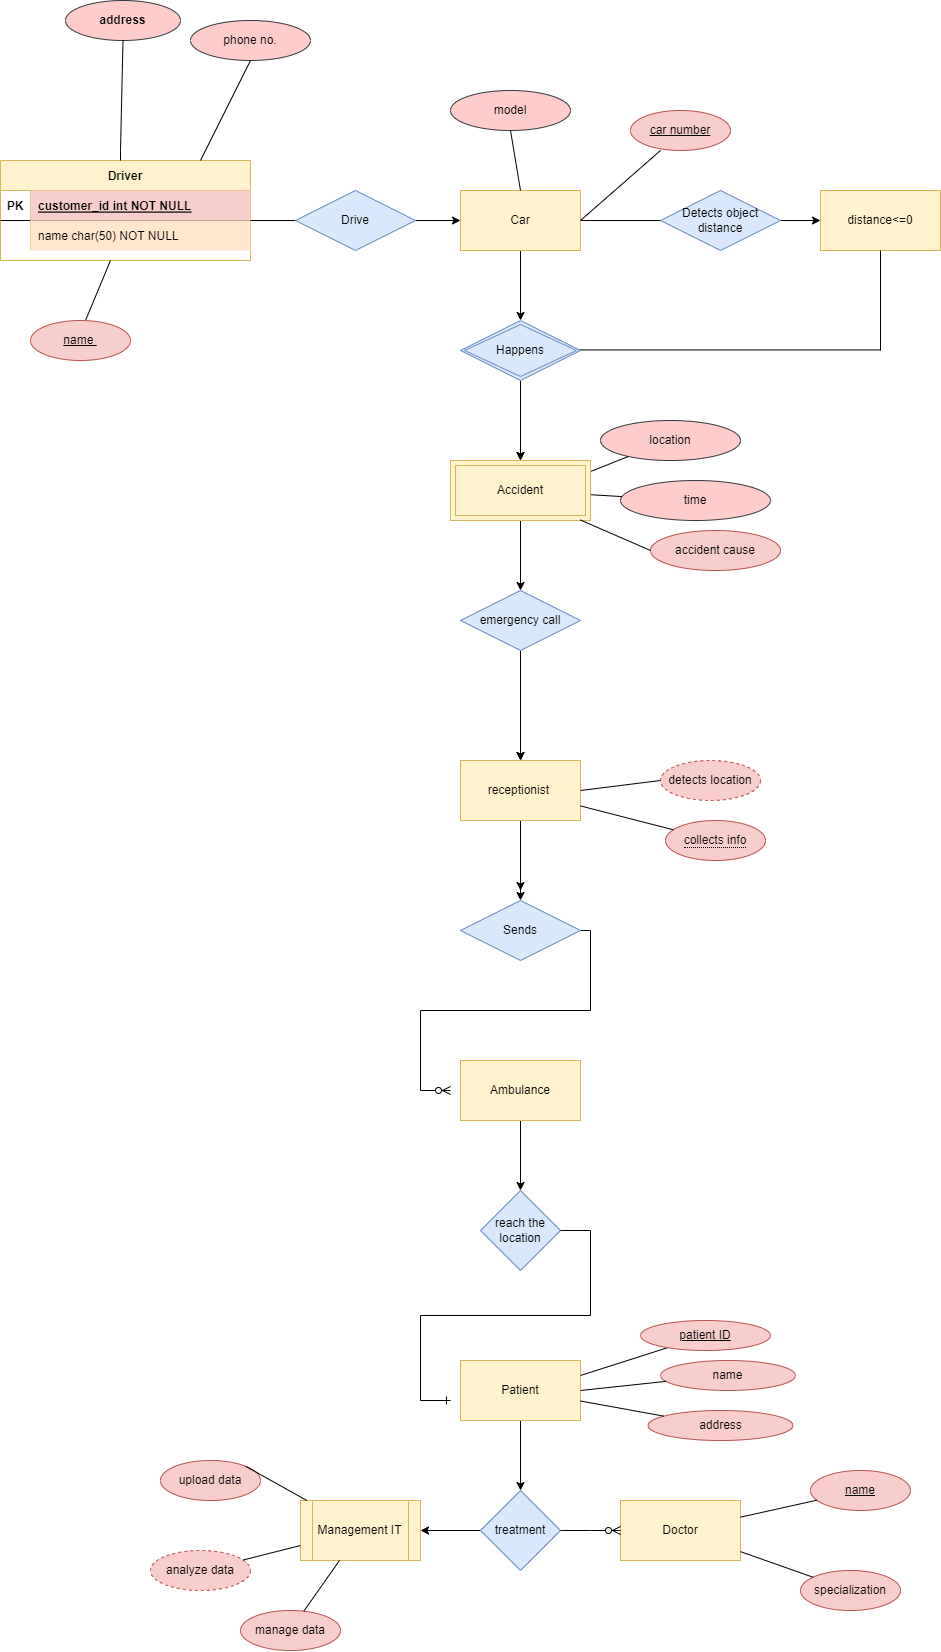 address
phone no.
model
car number
Driver
PK
customer_id int NOT NULL
name char(50) NOT NULL
Drive
Car
Detects object
distance
distance<=0
name
Happens
location
Accident
time
accident cause
emergency call
receptionist
detects location
collects info
Sends
Ambulance
reach the
location
patient ID
name
Patient
address
upload data
name
Management IT
treatment
Doctor
analyze data
specialization
manage data